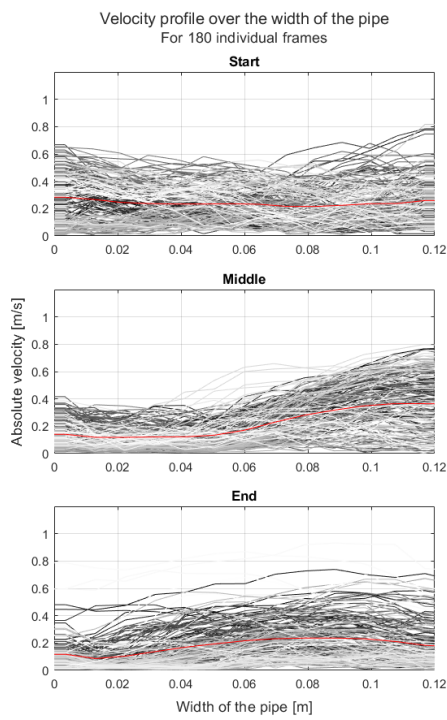 Velocity profile over the width of the pipe
For 180 individual frames
Start
1
0.8
0.6
0.4
0.2
0
0 0.02 0.04 0.06 0.08 0.1 0.12
Middle
Absolute velocity [m/s]
1
0.8
0.6
0.4
0.2
0
0 0.02 0.04 0.06 0.08 0.1 0.12
End
1
0.8
0.6
0.4
0.2
0
0 0.02 0.04 0.06 0.08 0.1 0.12
Width of the pipe [m]